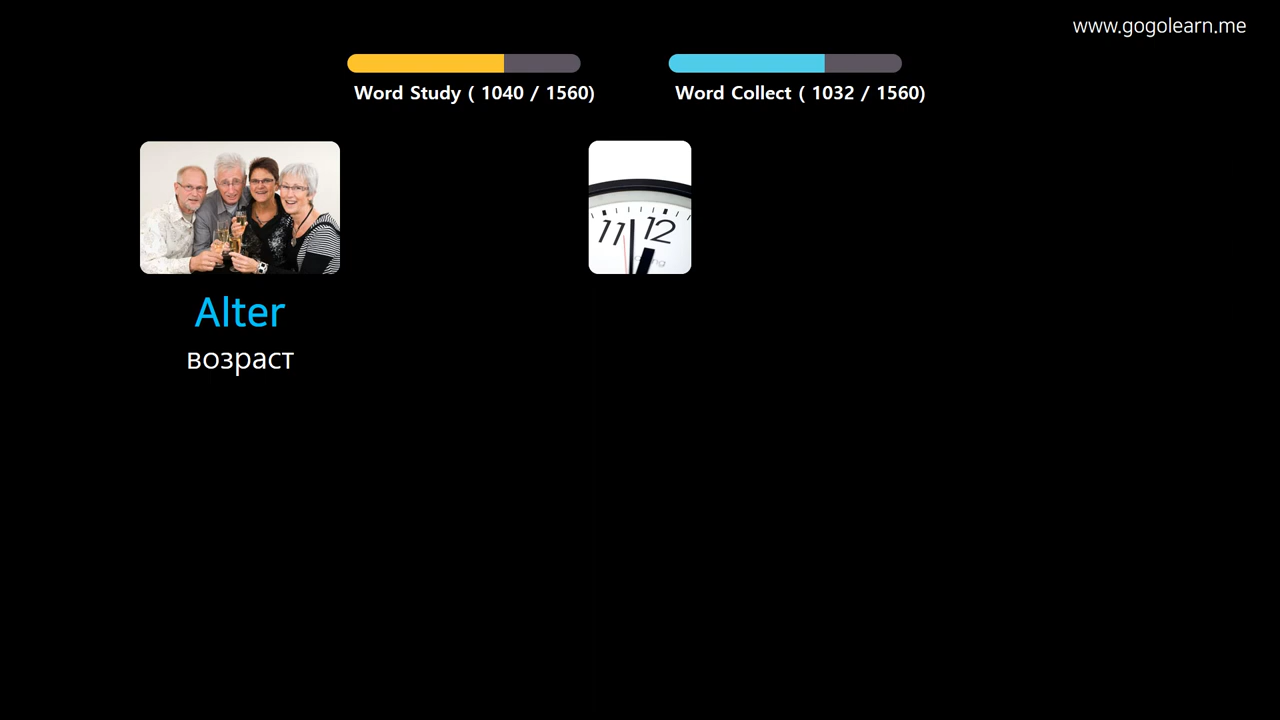 www.gogolearn.me
Word Study ( 1040 / 1560)
Word Collect ( 1032 / 1560)
11 12
Alter
возраст